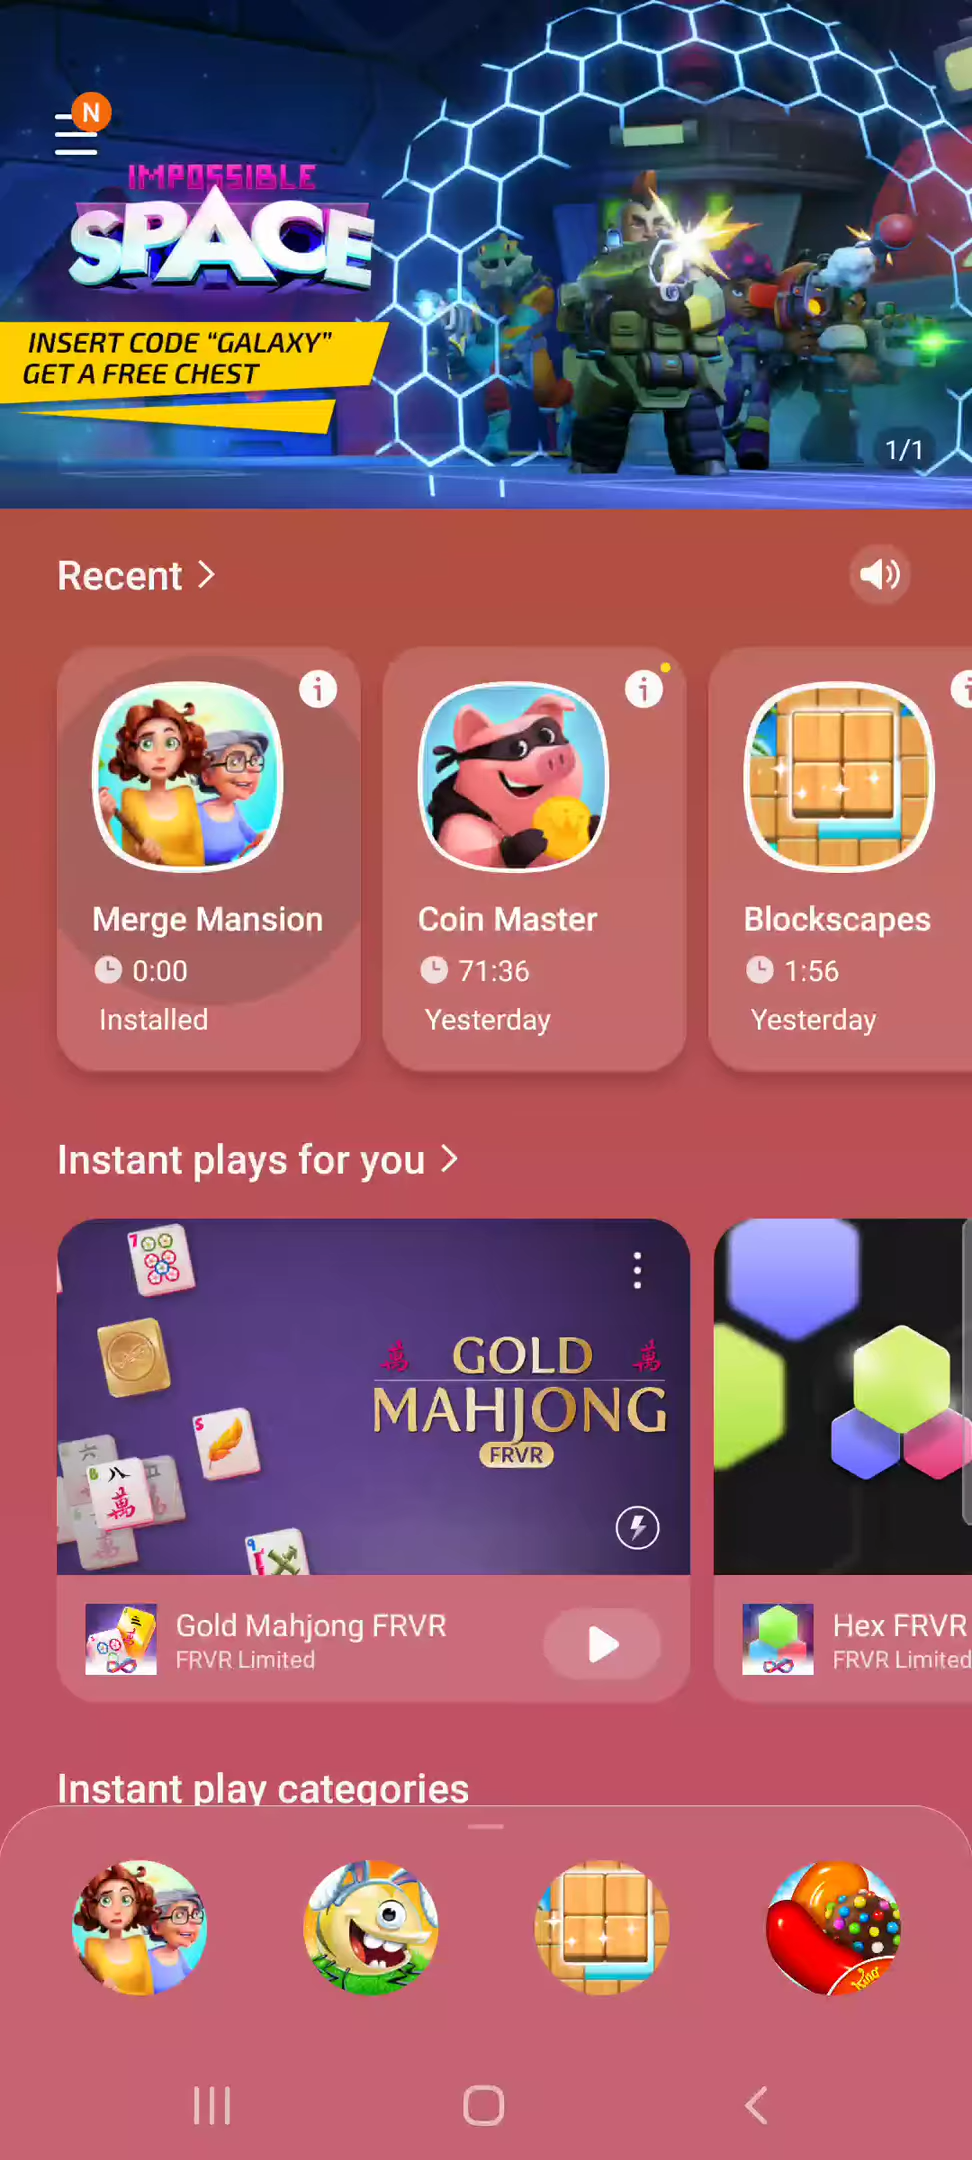 N
IMPOSSIBLE
SPACE
INSERT CODE “GALAXY”
GET A FREE CHEST
1/1
Recent
Merge Mansion
0:00
Installed
Coin Master
71:36
Yesterday
Blockscapes
1:56
Yesterday
Instant plays for you
GOLD
MAHJONG
FRVR
Gold Mahjong FRVR
FRVR Limited
Hex FRVR
FRVR Limited
Instant play categories
King